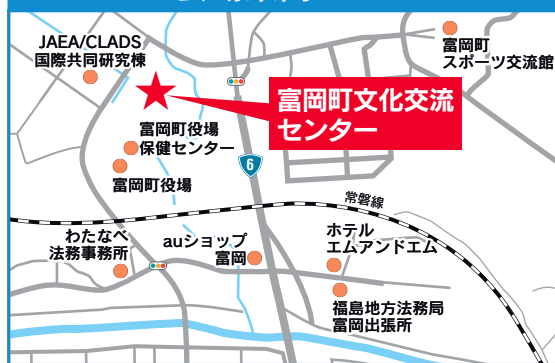 JAEA/CLADS
国際共同研究棟
富岡町
スポーツ交流館
富岡町文化交流
センター
富岡町役場
保健センター
富岡町役場
6
常磐線
わたなべ
法務事務所
auショップ
富岡
ホテル
エムアンドエム
福島地方法務局
富岡出張所